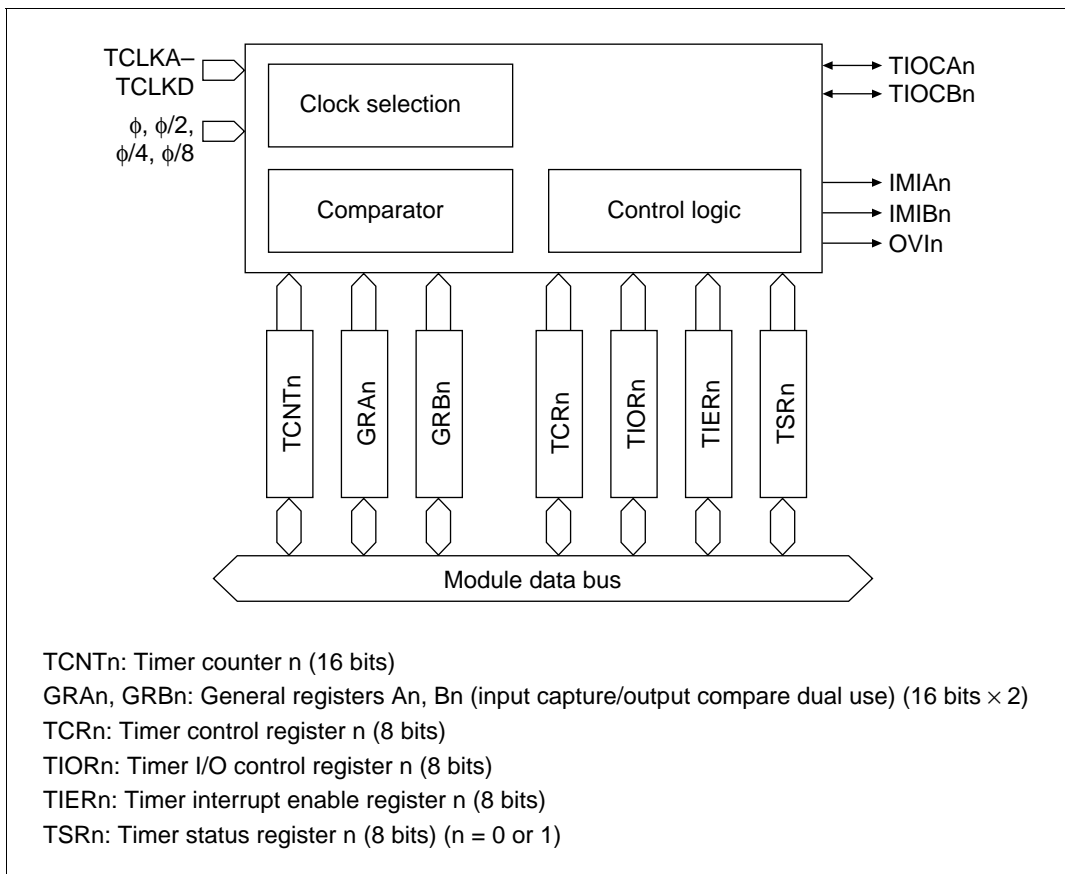 TCLKA–
TCLKD
ϕ, ϕ/2,
ϕ/4, ϕ/8
Clock selection
Comparator
Control logic
TIOCAn
TIOCBn
IMIAn
IMIBn
OVIn
TCNTn
GRAn
GRBn
TCRn
TIORn
TIERn
TSRn
Module data bus
TCNTn: Timer counter n (16 bits)
GRAn, GRBn: General registers An, Bn (input capture/output compare dual use) (16 bits × 2)
TCRn: Timer control register n (8 bits)
TIORn: Timer I/O control register n (8 bits)
TIERn: Timer interrupt enable register n (8 bits)
TSRn: Timer status register n (8 bits) (n = 0 or 1)